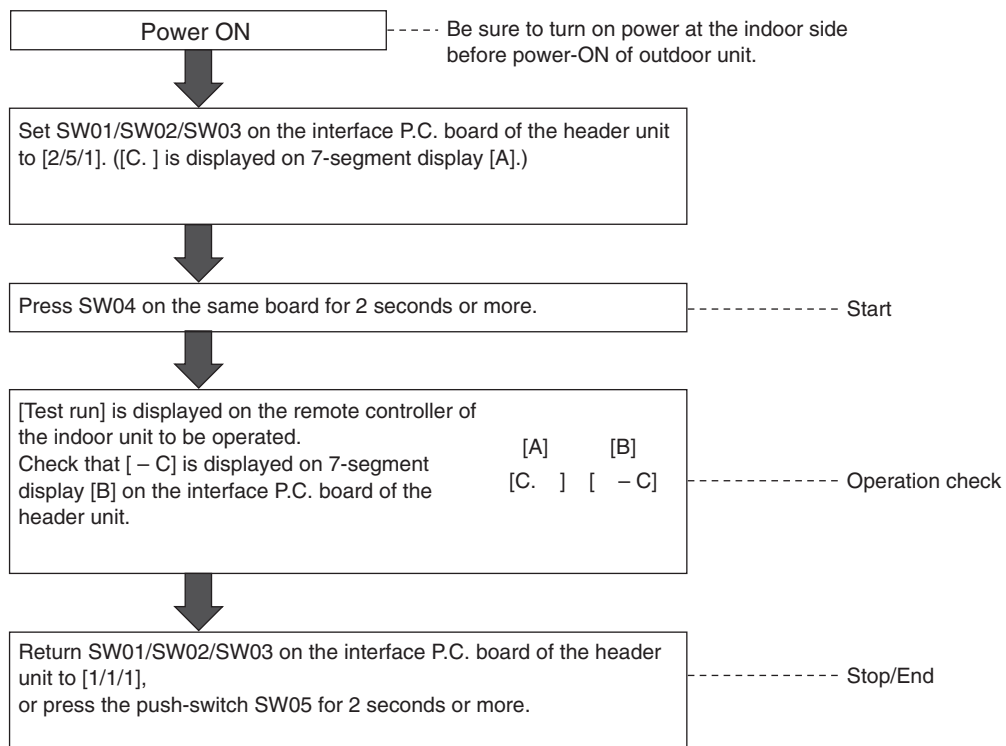 Power ON
Be sure to turn on power at the indoor side
before power-ON of outdoor unit.
Set SW01/SW02/SW03 on the interface P.C. board of the header unit
to [2/5/1]. ([C. ] is displayed on 7-segment display [A].)
Press SW04 on the same board for 2 seconds or more.
Start
[Test run] is displayed on the remote controller of
the indoor unit to be operated.
Check that [ – C] is displayed on 7-segment
display [B] on the interface P.C. board of the
header unit.
[A] [B]
[C. ] [ – C]
Operation check
Return SW01/SW02/SW03 on the interface P.C. board of the header
unit to [1/1/1],
or press the push-switch SW05 for 2 seconds or more.
Stop/End